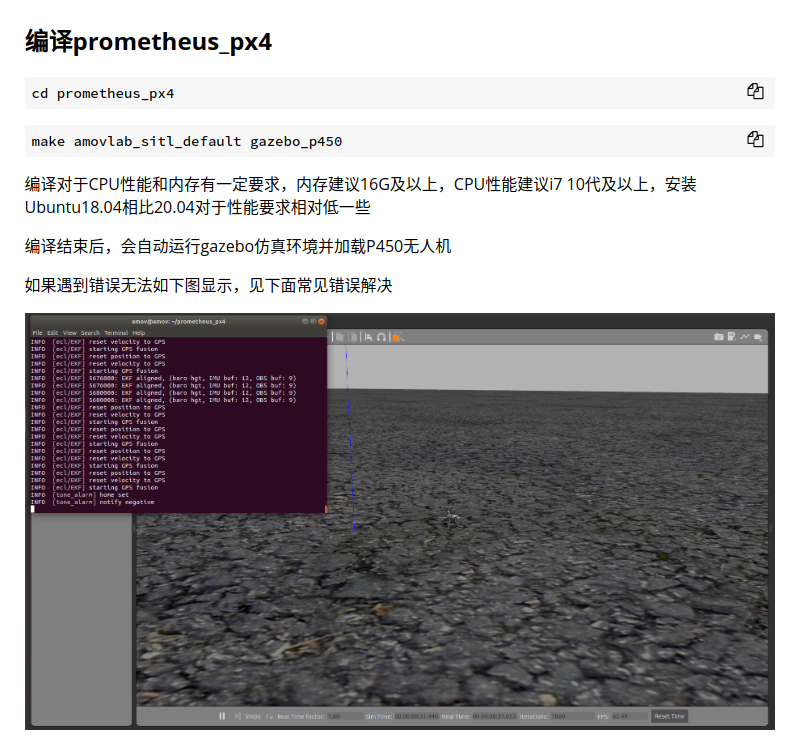 编译prometheus_px4
cd prometheus_px4
make amovlab_sitl_default gazebo_p450
编译对于CPU性能和内存有一定要求，内存建议16G及以上，CPU性能建议i7 10代及以上，安装
Ubuntu18.04相比20.04对于性能要求相对低一些
编译结束后，会自动运行gazebo仿真环境并加载P450无人机
如果遇到错误无法如下图显示，见下面常见错误解决
amov@amov: ~/prometheus_px4
File Edit View Search Terminal Help
INFO [ecl/EKF] reset velocity to GPS
INFO [ecl/EKF] starting GPS fusion
INFO [ecl/EKF] reset position to GPS
INFO [ecl/EKF] reset velocity to GPS
INFO [ecl/EKF] starting GPS fusion
INFO [ecl/EKF] 5676000: EKF aligned, (baro hgt, IMU buf: 12, OBS buf: 9)
INFO [ecl/EKF] 5676000: EKF aligned, (baro hgt, IMU buf: 12, OBS buf: 9)
INFO [ecl/EKF] 5680000: EKF aligned, (baro hgt, IMU buf: 12, OBS buf: 9)
INFO [ecl/EKF] 5680000: EKF aligned, (baro hgt, IMU buf: 12, OBS buf: 9)
INFO [ecl/EKF] reset position to GPS
INFO [ecl/EKF] reset velocity to GPS
INFO [ecl/EKF] starting GPS fusion
INFO [ecl/EKF] reset position to GPS
INFO [ecl/EKF] reset velocity to GPS
INFO [ecl/EKF] starting GPS fusion
INFO [ecl/EKF] reset position to GPS
INFO [ecl/EKF] reset velocity to GPS
INFO [ecl/EKF] starting GPS fusion
INFO [ecl/EKF] reset position to GPS
INFO [ecl/EKF] reset velocity to GPS
INFO [ecl/EKF] starting GPS fusion
INFO [tone_alarm] home set
INFO [tone_alarm] notify negative
Steps: 1 Real Time Factor: 1.00 Sim Time: Real Time: Iterations: FPS: Reset Time